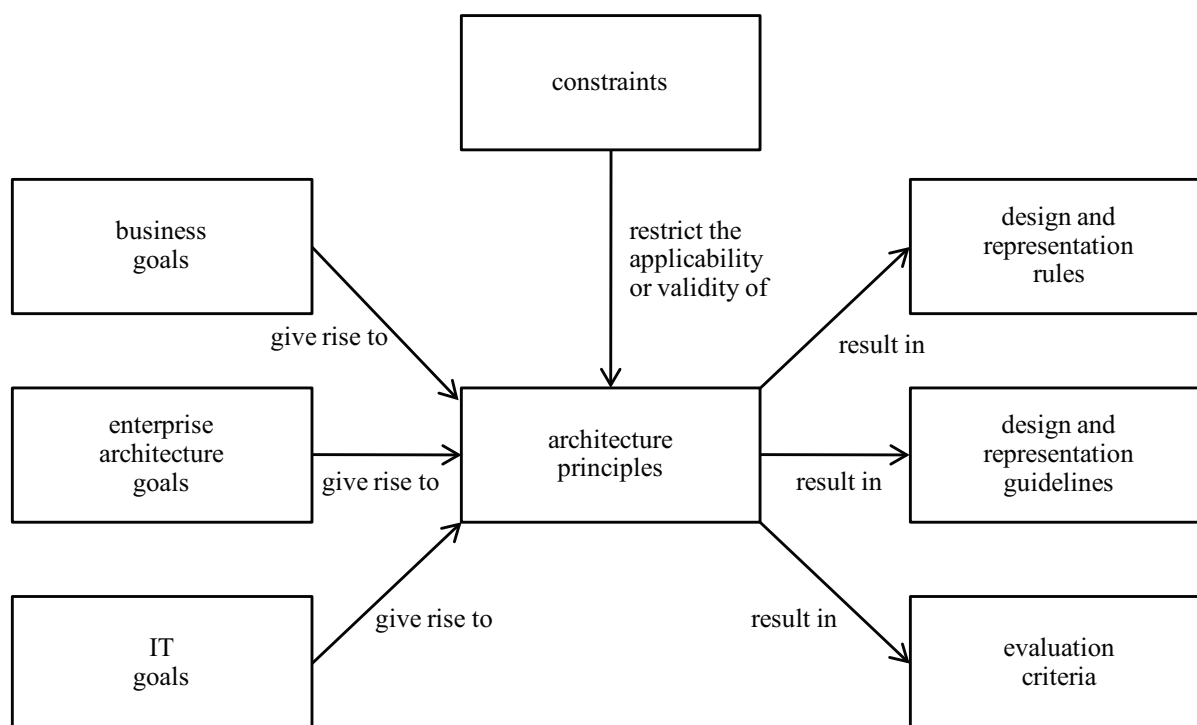 constraints
business
goals
restrict the
applicability
or validity of
design and
representation
rules
give rise to
result in
enterprise
architecture
goals
give rise to
architecture
principles
result in
design and
representation
guidelines
IT
goals
give rise to
result in
evaluation
criteria